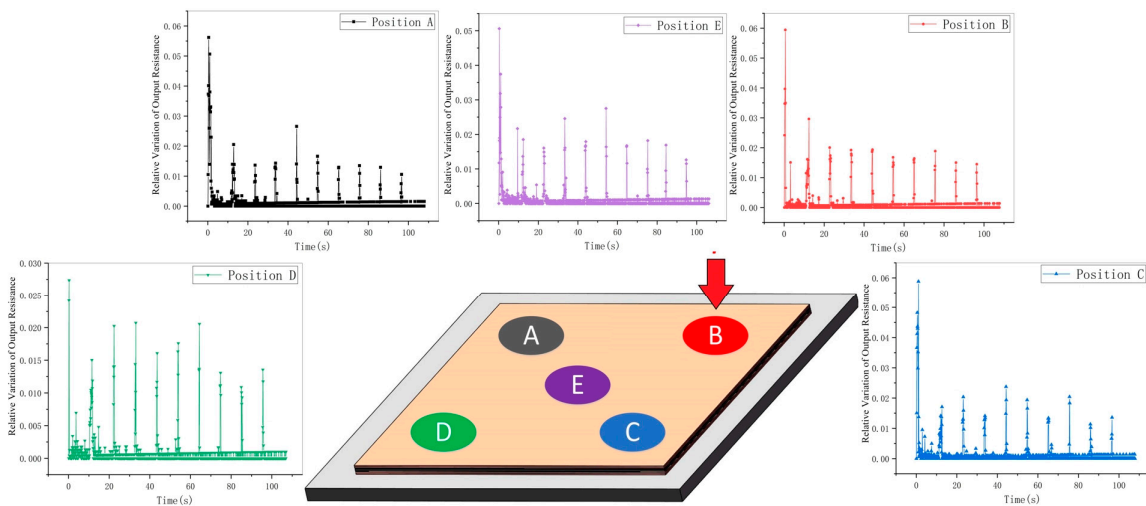 Relative Variation of Output Resistance
0.06
0.05
0.04
0.03
0.02
0.01
0.00
Position A
0 20 40 60 80 100
Time(s)
Relative Variation of Output Resistance
0.05
0.04
0.03
0.02
0.01
0.00
Position E
0 20 40 60 80 100
Time(s)
Relative Variation of Output Resistance
0.06
0.05
0.04
0.03
0.02
0.01
0.00
Position B
0 20 40 60 80 100
Time(s)
Relative Variation of Output Resistance
0.030
0.025
0.020
0.015
0.010
0.005
0.000
Position D
0 20 40 60 80 100
Time(s)
A
B
E
D
C
Relative Variation of Output Resistance
0.06
0.05
0.04
0.03
0.02
0.01
0.00
Position C
0 20 40 60 80 100
Time(s)